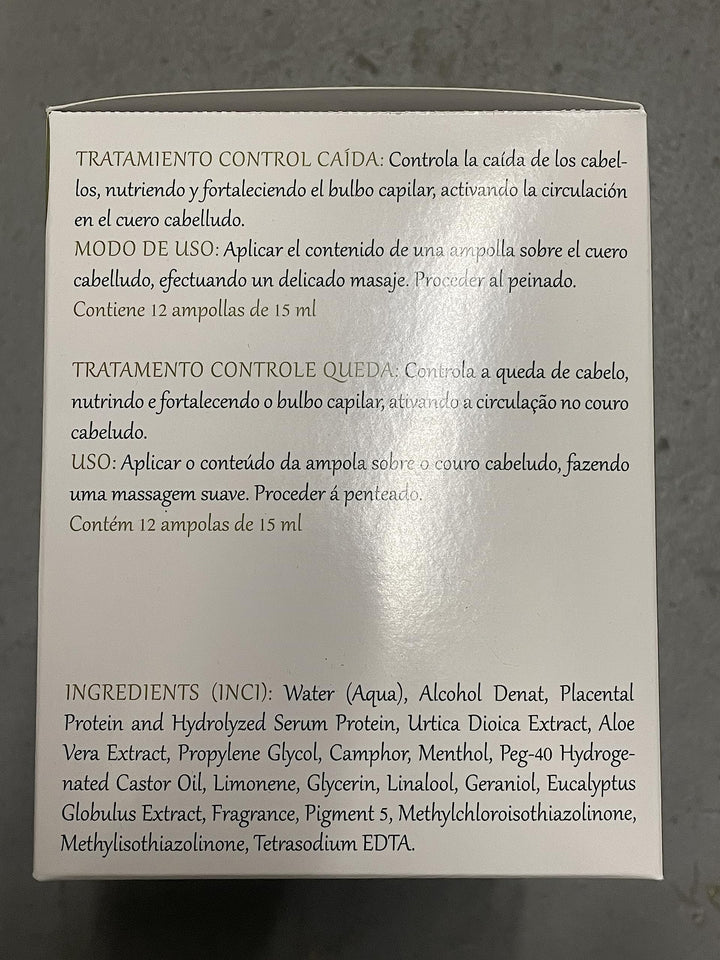 TRATAMIENTO CONTROL CAÍDA: Controla la caída de los cabel-
los, nutriendo y fortaleciendo el bulbo capilar, activando la circulación
en el cuero cabelludo.
MODO DE USO: Aplicar el contenido de una ampolla sobre el cuero
cabelludo, efectuando un delicado masaje. Proceder al peinado.
Contiene 12 ampollas de 15 ml
TRATAMENTO CONTROLE QUEDA: Controla a queda de cabelo,
nutrindo e fortalecendo o bulbo capilar, ativando a circulação no couro
cabeludo.
USO: Aplicar o conteúdo da ampola sobre o couro cabeludo, fazendo
uma massagem suave. Proceder á penteado.
Contém 12 ampolas de 15 ml
INGREDIENTS (INCI): Water (Aqua), Alcohol Denat, Placental
Protein and Hydrolyzed Serum Protein, Urtica Dioica Extract, Aloe
Vera Extract, Propylene Glycol, Camphor, Menthol, Peg-40 Hydroge-
nated Castor Oil, Limonene, Glycerin, Linalool, Geraniol, Eucalyptus
Globulus Extract, Fragrance, Pigment 5, Methylchloroisothiazolinone,
Methylisothiazolinone, Tetrasodium EDTA.